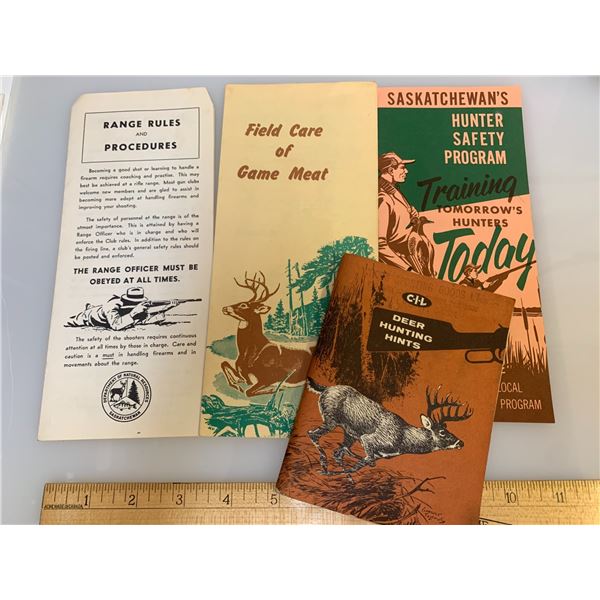 RANGE RULES
AND
PROCEDURES
Becoming a good shot or learning to handle a
firearm requires coaching and practise. This may
best be achieved at a rifle range. Most gun clubs
welcome new members and are glad to assist in
becoming more adept at handling firearms and
improving your shooting.
The safety of personnel at the range is of the
utmost importance. This is attained by having a
Range Officer who is in charge and who will
enforce the Club rules. In addition to the rules on
the firing line, a club's general safety rules should
be posted and enforced.
THE RANGE OFFICER MUST BE
OBEYED AT ALL TIMES.
The safety of the shooters requires continuous
attention at all times by those in charge. Care and
caution is a must in handling firearms and in
movements about the range.
DEPARTMENT OF NATURAL RESOURCES
SASKATCHEWAN
Field Care
of
Game Meat
SASKATCHEWAN'S
HUNTER
SAFETY
PROGRAM
Training
TOMORROW'S
HUNTERS
Today
LOCAL
PROGRAM
C-I-L
DEER
HUNTING
HINTS
1 2 3 4 5 10 11